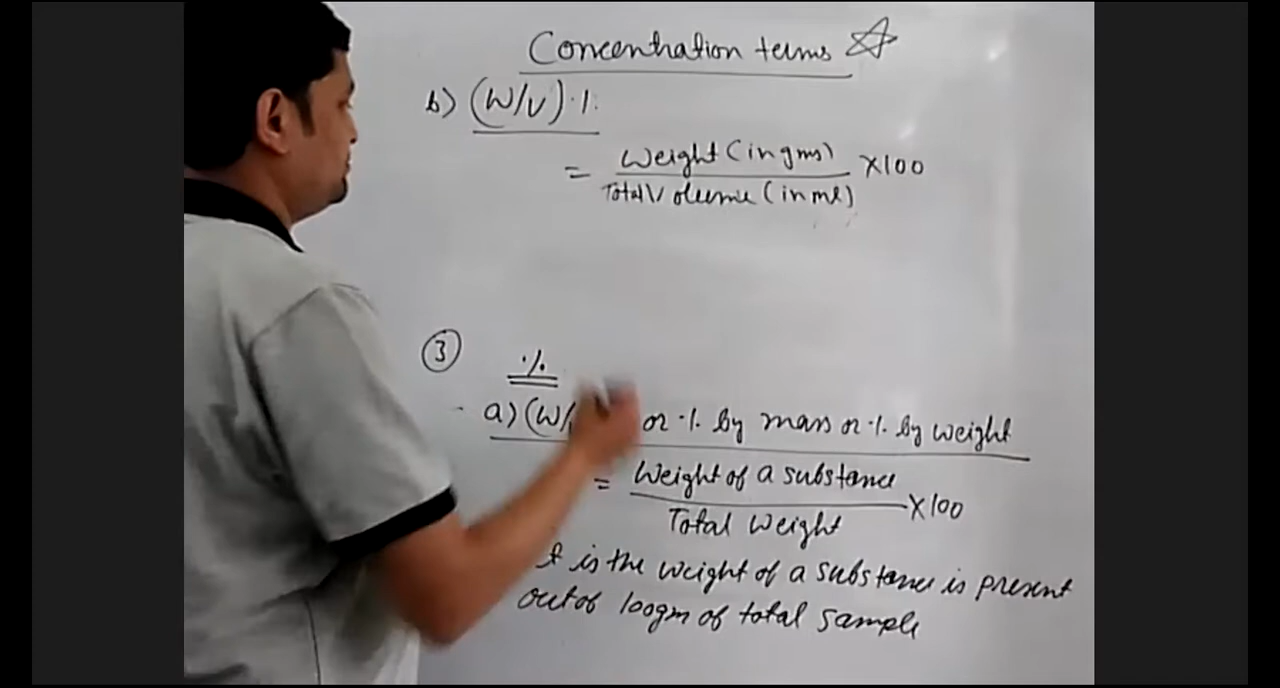 Concentration terms
b) (W/V)%
= Weight (in gms) / Total Volume (in ml) X100
3
%
a) (W/ or % by mass or % by weight
= Weight of a substance / Total Weight X100
t is the weight of a substance is present
out of 100gm of total sample